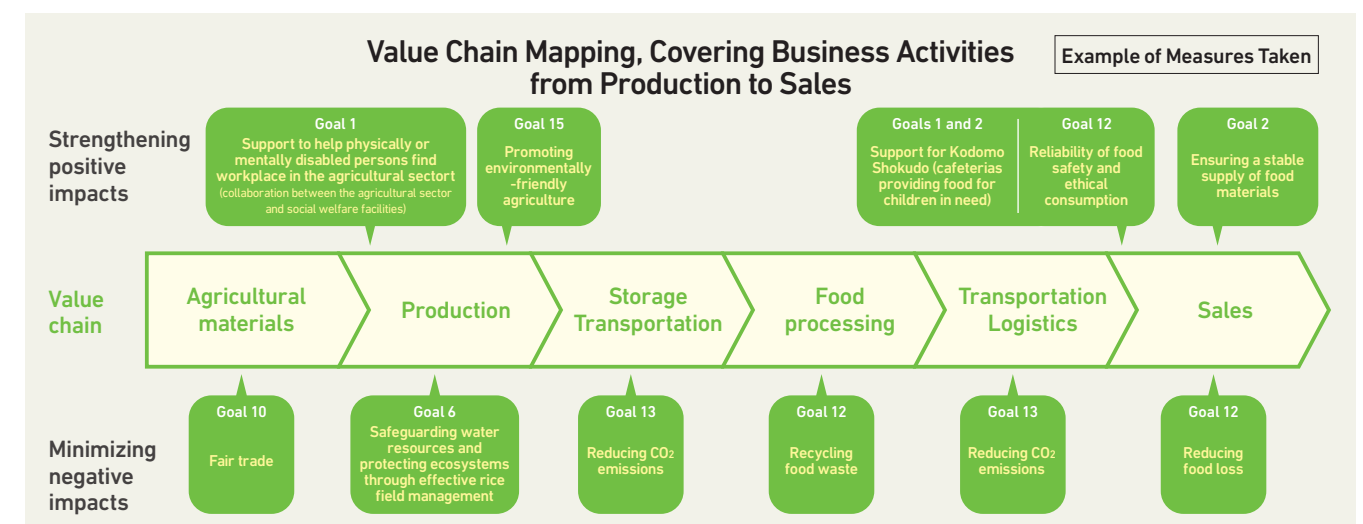 Value Chain Mapping, Covering Business Activities
from Production to Sales
Example of Measures Taken
Strengthening
positive
impacts
Goal 1
Support to help physically or
mentally disabled persons find
workplace in the agricultural sectort
(collaboration between the agricultural sector
and social welfare facilities)
Goal 15
Promoting
environmentally
-friendly
agriculture
Goals 1 and 2
Support for Kodomo
Shokudo (cafeterias
providing food for
children in need)
Goal 12
Reliability of food
safety and
ethical
consumption
Goal 2
Ensuring a stable
supply of food
materials
Value
chain
Agricultural
materials
Production
Storage
Transportation
Food
processing
Transportation
Logistics
Sales
Minimizing
negative
impacts
Goal 10
Fair trade
Goal 6
Safeguarding water
resources and
protecting ecosystems
through effective rice
field management
Goal 13
Reducing CO2
emissions
Goal 12
Recycling
food waste
Goal 13
Reducing CO2
emissions
Goal 12
Reducing
food loss